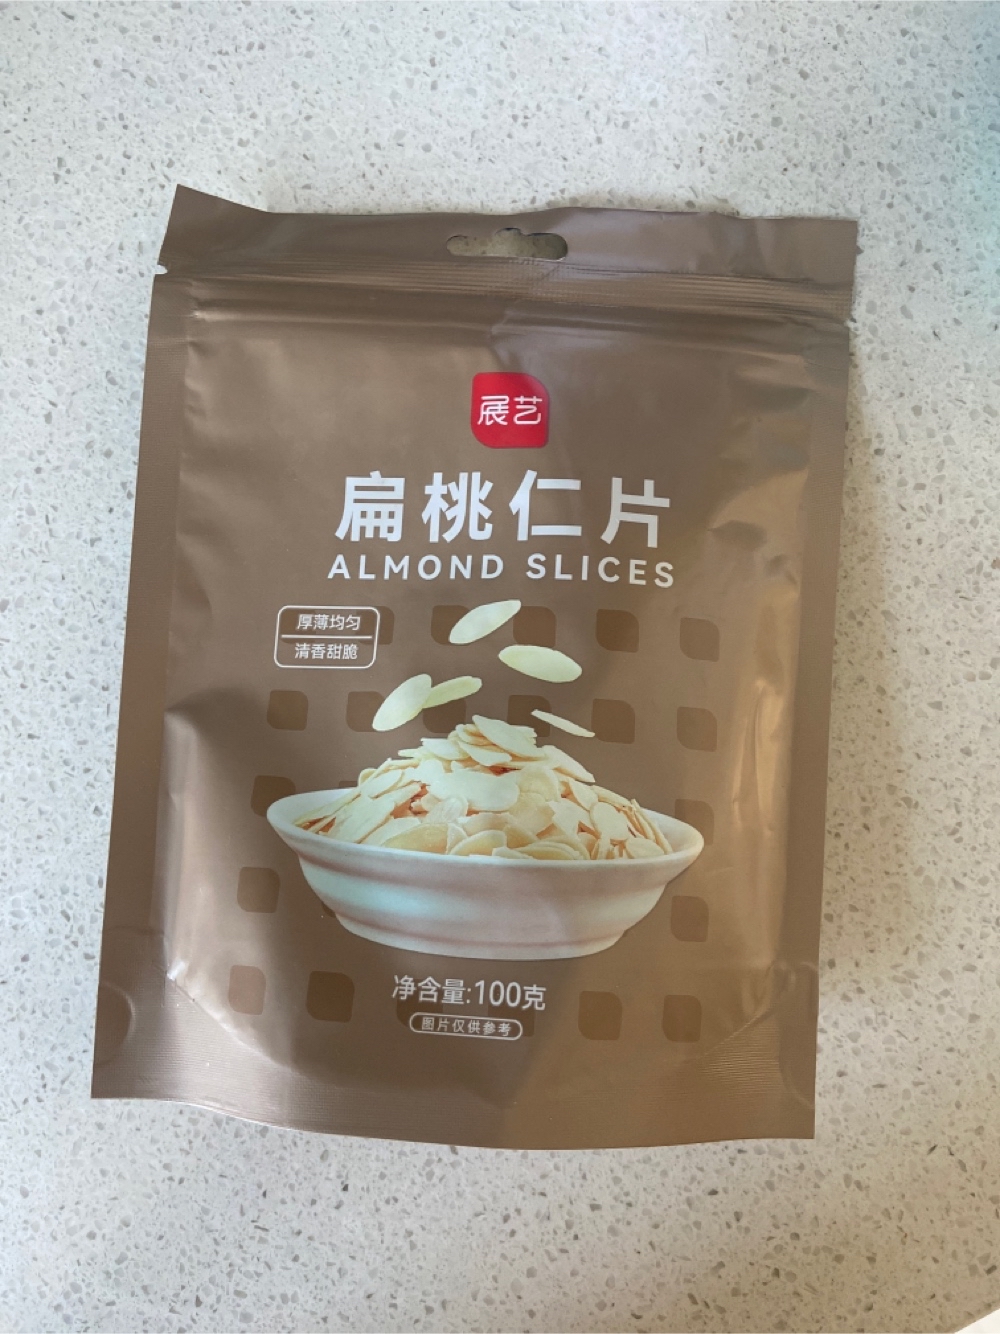 展艺
扁桃仁片
ALMOND SLICES
厚薄均匀
清香甜脆
净含量:100克
图片仅供参考